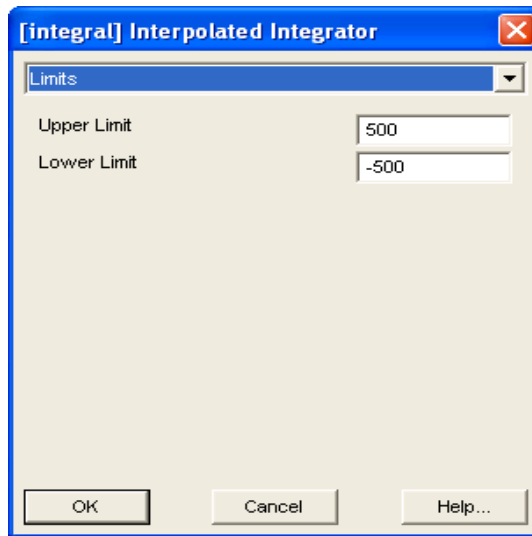 [integral] Interpolated Integrator
Limits
Upper Limit 500
Lower Limit -500
OK Cancel Help...